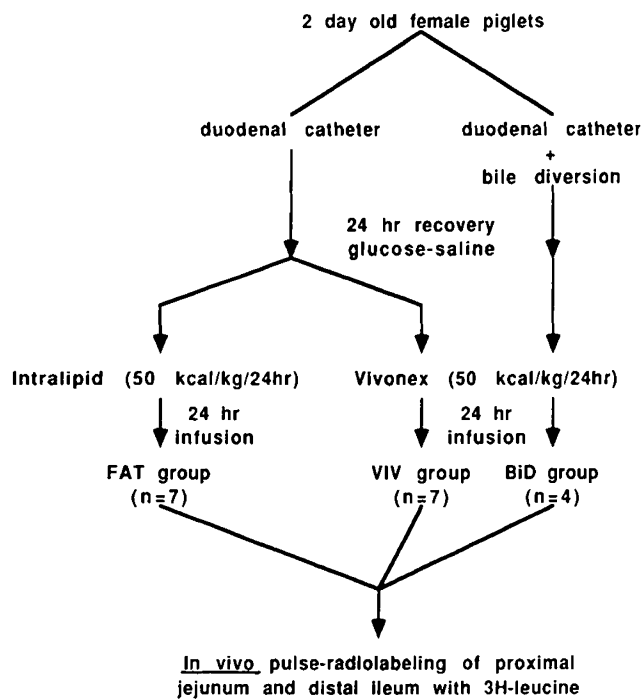 2 day old female piglets
duodenal catheter
duodenal catheter
+
bile diversion
24 hr recovery
glucose-saline
Intralipid (50 kcal/kg/24hr)
Vivonex (50 kcal/kg/24hr)
24 hr
infusion
24 hr
infusion
FAT group
(n=7)
VIV group
(n=7)
BiD group
(n=4)
In vivo pulse-radiolabeling of proximal
jejunum and distal ileum with 3H-leucine